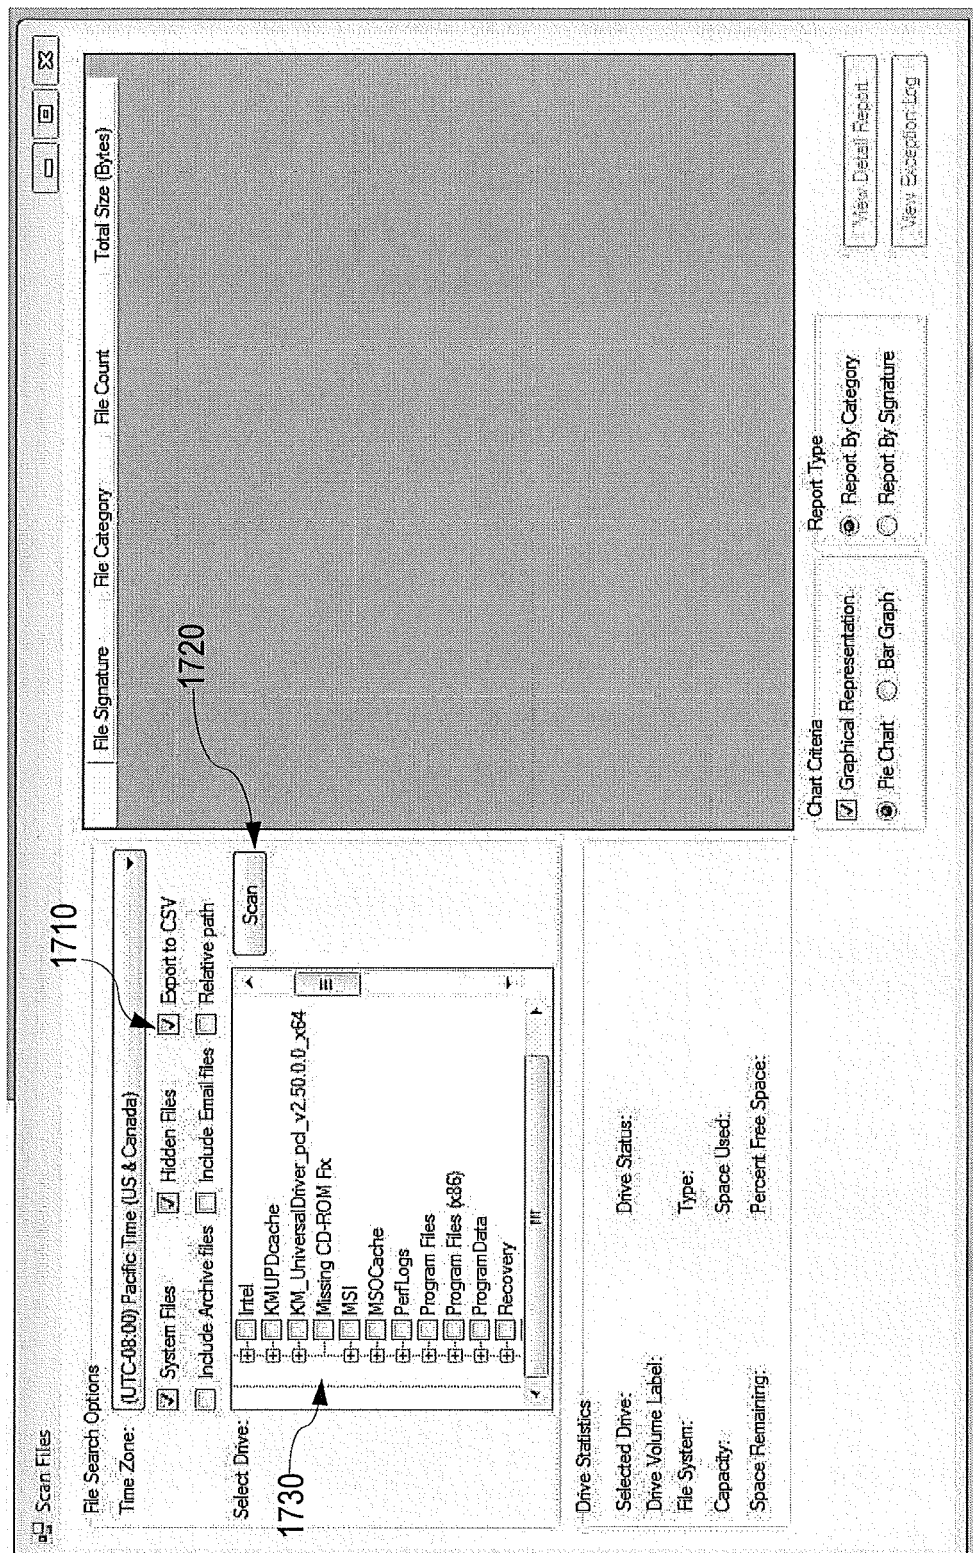 Scan Files
File Search Options
Time Zone: (UTC-08:00) Pacific Time (US & Canada)
1710
System Files Hidden Files Export to CSV
Include Archive files Include Email files Relative path
Select Drive:
Scan
1720
1730
Intel
KMUPDcache
KM_UniversalDriver_pcl_v2.50.0.0_x64
Missing CD-ROM Fix
MSI
MSOCache
PerfLogs
Program Files
Program Files (x86)
ProgramData
Recovery
Drive Statistics
Selected Drive: Drive Status:
Drive Volume Label:
File System: Type:
Capacity: Space Used:
Space Remaining: Percent Free Space:
File Signature File Category File Count Total Size (Bytes)
Chart Criteria
Graphical Representation
Pie Chart Bar Graph
Report Type
Report By Category
Report By Signature
View Detail Report
View Exception Log